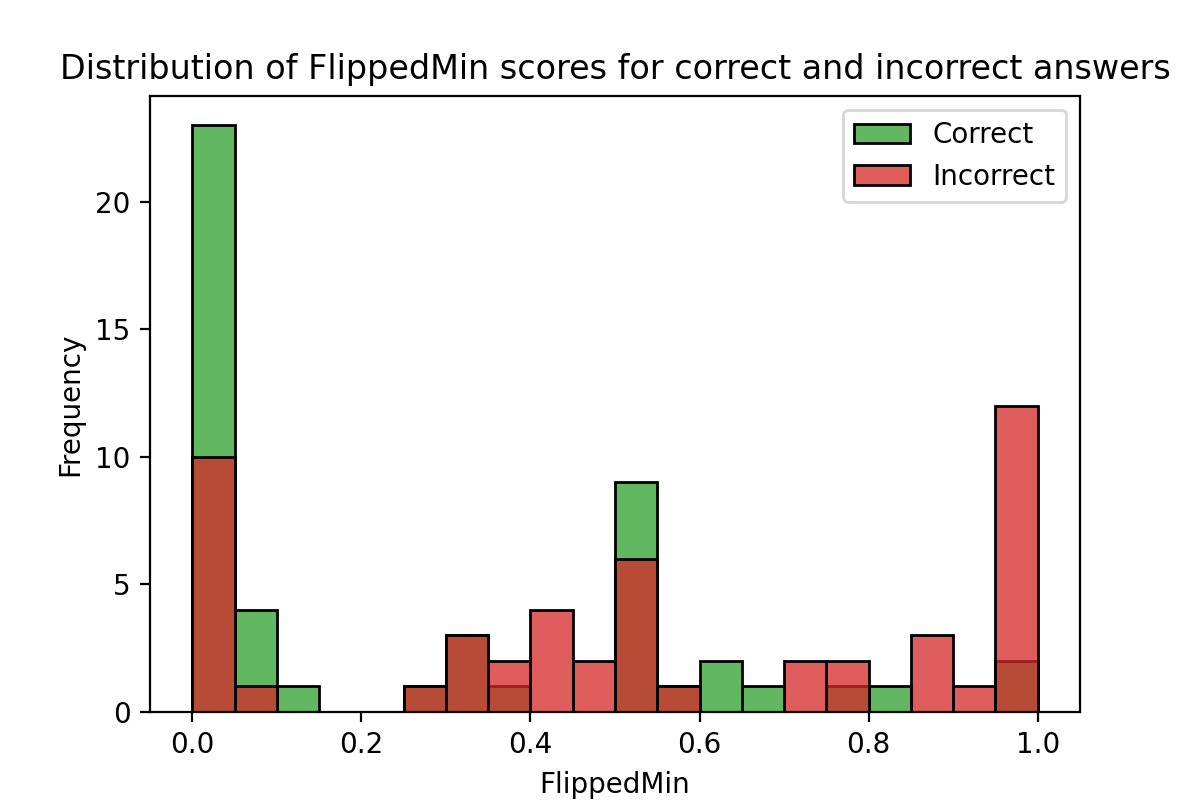 Distribution of FlippedMin scores for correct and incorrect answers
Correct
Incorrect
Frequency
20
15
10
5
0
0.0 0.2 0.4 0.6 0.8 1.0
FlippedMin